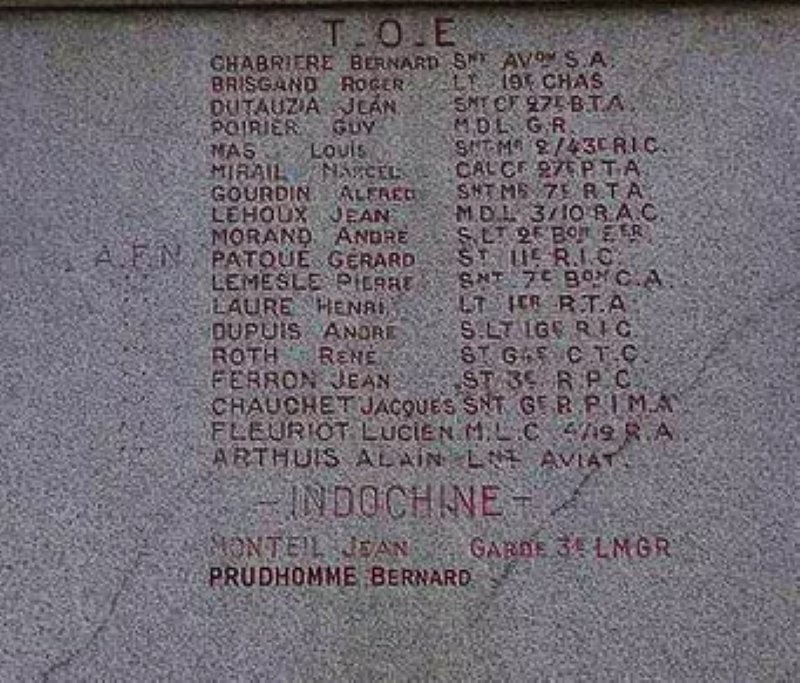 T.O.E
CHABRIERE BERNARD SNT AVON S.A.
BRISGAND ROGER LT 19E CHAS
DUTAUZIA JEAN SNT CF 27E B.T.A.
POIRIER GUY M.D.L G.R.
MAS LOUIS SNT MR 2/43E R.I.C.
MIRAIL MARCEL CAL CF 27E P.T.A
GOURDIN ALFRED SNT MR 7E R.T.A
LEHOUX JEAN M.D.L 3/10 R.A.C.
MORAND ANDRE S.LT 2E BON EER
A.F.N PATOUE GERARD ST 11E R.I.C.
LEMESLE PIERRE SNT 7E BON C.A.
LAURE HENRI LT 1ER R.T.A
DUPUIS ANDRE S.LT 16E R.I.C.
ROTH RENE ST G4E C.T.C.
FERRON JEAN ST 3E R.P.C.
CHAUCHET JACQUES SNT 6E R.P.I.M.A
FLEURIOT LUCIEN M.L.C 4/19 R.A.
ARTHUIS ALAIN LNT AVIAT.
- INDOCHINE -
MONTEIL JEAN GARDE 3E LMGR
PRUDHOMME BERNARD